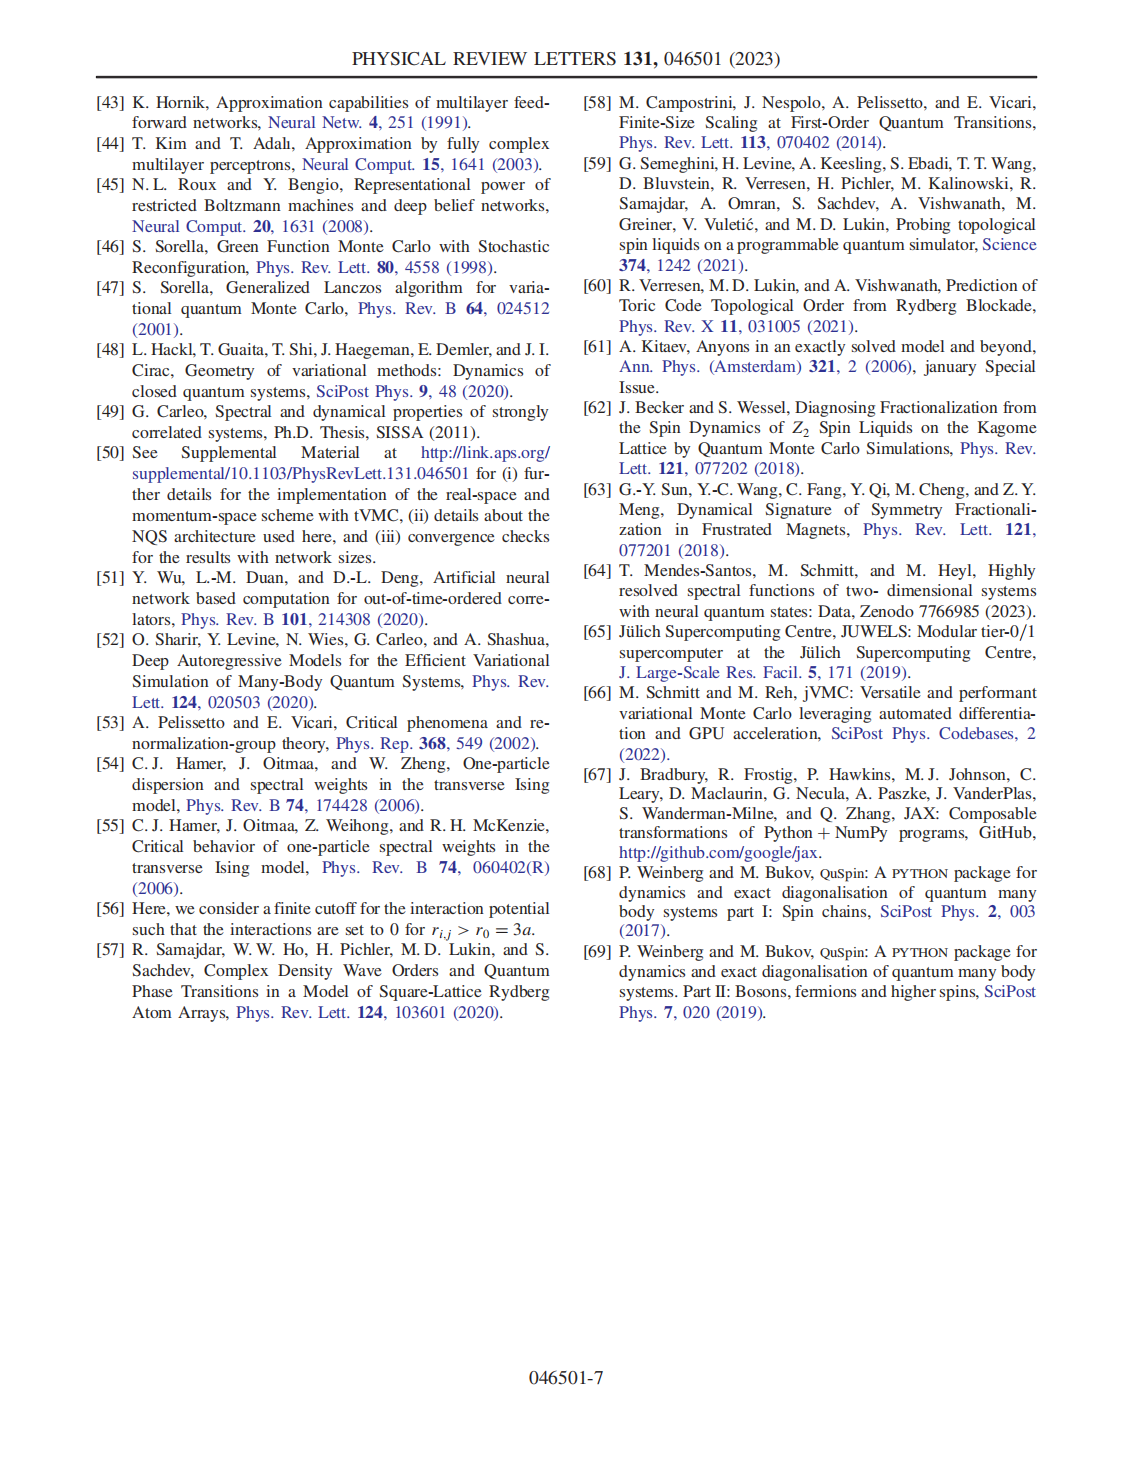 PHYSICAL REVIEW LETTERS 131, 046501 (2023)
[43] K. Hornik, Approximation capabilities of multilayer feed-
forward networks, Neural Netw. 4, 251 (1991).
[44] T. Kim and T. Adalı, Approximation by fully complex
multilayer perceptrons, Neural Comput. 15, 1641 (2003).
[45] N. L. Roux and Y. Bengio, Representational power of
restricted Boltzmann machines and deep belief networks,
Neural Comput. 20, 1631 (2008).
[46] S. Sorella, Green Function Monte Carlo with Stochastic
Reconfiguration, Phys. Rev. Lett. 80, 4558 (1998).
[47] S. Sorella, Generalized Lanczos algorithm for varia-
tional quantum Monte Carlo, Phys. Rev. B 64, 024512
(2001).
[48] L. Hackl, T. Guaita, T. Shi, J. Haegeman, E. Demler, and J. I.
Cirac, Geometry of variational methods: Dynamics of
closed quantum systems, SciPost Phys. 9, 48 (2020).
[49] G. Carleo, Spectral and dynamical properties of strongly
correlated systems, Ph.D. Thesis, SISSA (2011).
[50] See Supplemental Material at http://link.aps.org/
supplemental/10.1103/PhysRevLett.131.046501 for (i) fur-
ther details for the implementation of the real-space and
momentum-space scheme with tVMC, (ii) details about the
NQS architecture used here, and (iii) convergence checks
for the results with network sizes.
[51] Y. Wu, L.-M. Duan, and D.-L. Deng, Artificial neural
network based computation for out-of-time-ordered corre-
lators, Phys. Rev. B 101, 214308 (2020).
[52] O. Sharir, Y. Levine, N. Wies, G. Carleo, and A. Shashua,
Deep Autoregressive Models for the Efficient Variational
Simulation of Many-Body Quantum Systems, Phys. Rev.
Lett. 124, 020503 (2020).
[53] A. Pelissetto and E. Vicari, Critical phenomena and re-
normalization-group theory, Phys. Rep. 368, 549 (2002).
[54] C. J. Hamer, J. Oitmaa, and W. Zheng, One-particle
dispersion and spectral weights in the transverse Ising
model, Phys. Rev. B 74, 174428 (2006).
[55] C. J. Hamer, J. Oitmaa, Z. Weihong, and R. H. McKenzie,
Critical behavior of one-particle spectral weights in the
transverse Ising model, Phys. Rev. B 74, 060402(R)
(2006).
[56] Here, we consider a finite cutoff for the interaction potential
such that the interactions are set to 0 for r_{i,j} > r_0 = 3a.
[57] R. Samajdar, W. W. Ho, H. Pichler, M. D. Lukin, and S.
Sachdev, Complex Density Wave Orders and Quantum
Phase Transitions in a Model of Square-Lattice Rydberg
Atom Arrays, Phys. Rev. Lett. 124, 103601 (2020).
[58] M. Campostrini, J. Nespolo, A. Pelissetto, and E. Vicari,
Finite-Size Scaling at First-Order Quantum Transitions,
Phys. Rev. Lett. 113, 070402 (2014).
[59] G. Semeghini, H. Levine, A. Keesling, S. Ebadi, T. T. Wang,
D. Bluvstein, R. Verresen, H. Pichler, M. Kalinowski, R.
Samajdar, A. Omran, S. Sachdev, A. Vishwanath, M.
Greiner, V. Vuletić, and M. D. Lukin, Probing topological
spin liquids on a programmable quantum simulator, Science
374, 1242 (2021).
[60] R. Verresen, M. D. Lukin, and A. Vishwanath, Prediction of
Toric Code Topological Order from Rydberg Blockade,
Phys. Rev. X 11, 031005 (2021).
[61] A. Kitaev, Anyons in an exactly solved model and beyond,
Ann. Phys. (Amsterdam) 321, 2 (2006), january Special
Issue.
[62] J. Becker and S. Wessel, Diagnosing Fractionalization from
the Spin Dynamics of Z_2 Spin Liquids on the Kagome
Lattice by Quantum Monte Carlo Simulations, Phys. Rev.
Lett. 121, 077202 (2018).
[63] G.-Y. Sun, Y.-C. Wang, C. Fang, Y. Qi, M. Cheng, and Z. Y.
Meng, Dynamical Signature of Symmetry Fractionali-
zation in Frustrated Magnets, Phys. Rev. Lett. 121,
077201 (2018).
[64] T. Mendes-Santos, M. Schmitt, and M. Heyl, Highly
resolved spectral functions of two- dimensional systems
with neural quantum states: Data, Zenodo 7766985 (2023).
[65] Jülich Supercomputing Centre, JUWELS: Modular tier-0/1
supercomputer at the Jülich Supercomputing Centre,
J. Large-Scale Res. Facil. 5, 171 (2019).
[66] M. Schmitt and M. Reh, jVMC: Versatile and performant
variational Monte Carlo leveraging automated differentia-
tion and GPU acceleration, SciPost Phys. Codebases, 2
(2022).
[67] J. Bradbury, R. Frostig, P. Hawkins, M. J. Johnson, C.
Leary, D. Maclaurin, G. Necula, A. Paszke, J. VanderPlas,
S. Wanderman-Milne, and Q. Zhang, JAX: Composable
transformations of Python + NumPy programs, GitHub,
http://github.com/google/jax.
[68] P. Weinberg and M. Bukov, QuSpin: A PYTHON package for
dynamics and exact diagonalisation of quantum many
body systems part I: Spin chains, SciPost Phys. 2, 003
(2017).
[69] P. Weinberg and M. Bukov, QuSpin: A PYTHON package for
dynamics and exact diagonalisation of quantum many body
systems. Part II: Bosons, fermions and higher spins, SciPost
Phys. 7, 020 (2019).
046501-7